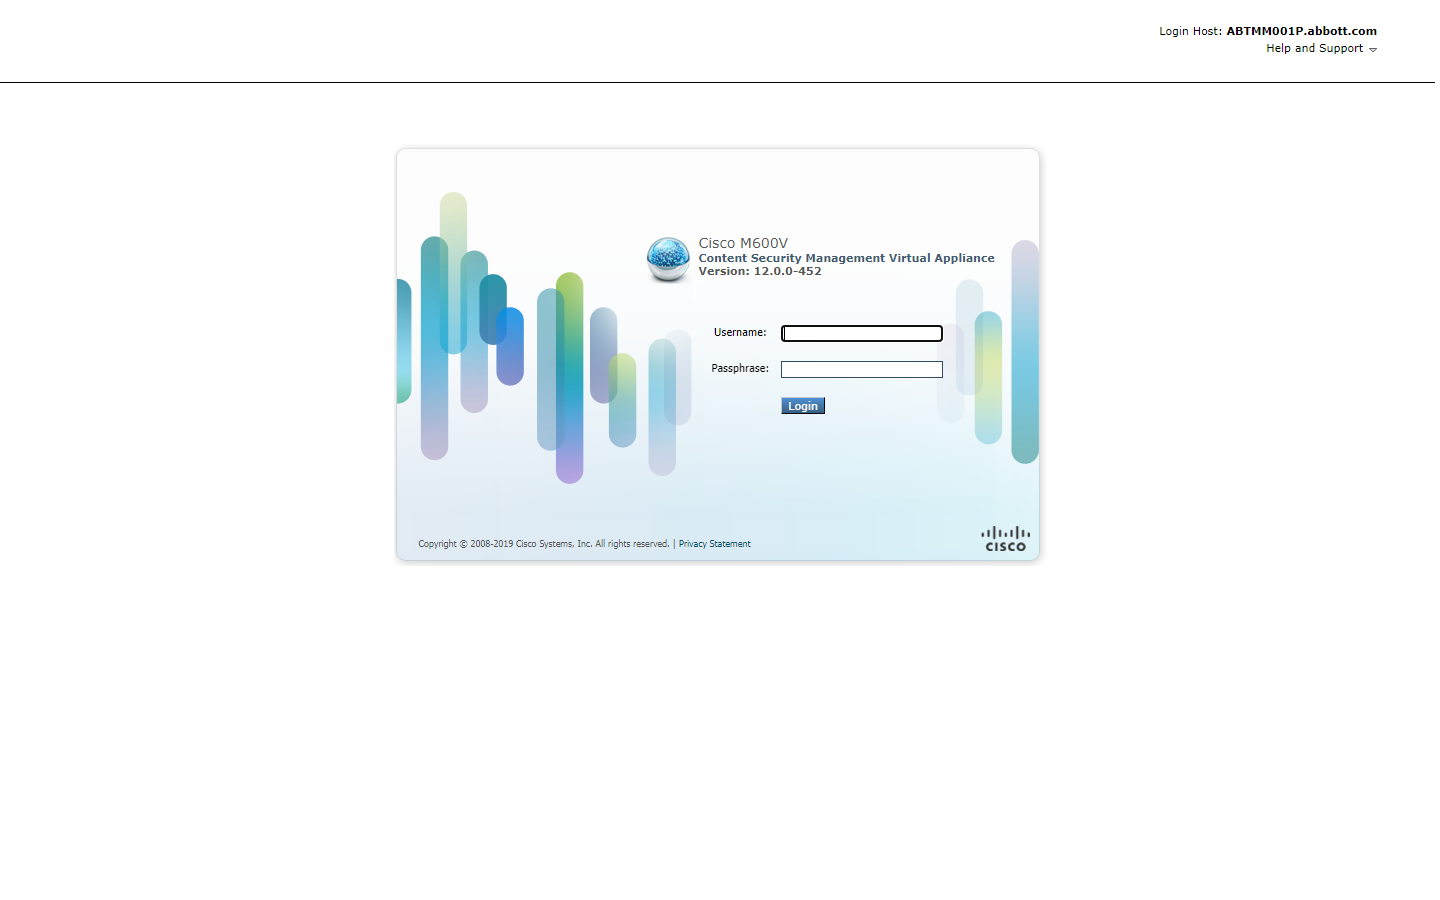 Login Host: ABTMM001P.abbott.com
Help and Support
Cisco M600V
Content Security Management Virtual Appliance
Version: 12.0.0-452
Username:
Passphrase:
Login
Copyright © 2008-2019 Cisco Systems, Inc. All rights reserved. | Privacy Statement
CISCO